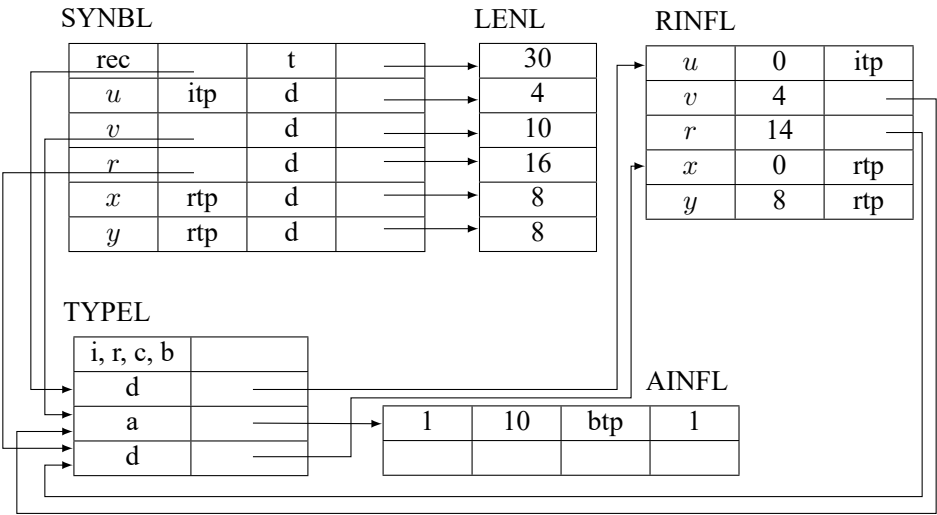 SYNBL
rec t
u itp d
v d
r d
x rtp d
y rtp d
LENL
30
4
10
16
8
8
RINFL
u 0 itp
v 4
r 14
x 0 rtp
y 8 rtp
TYPEL
i, r, c, b
d
a
d
AINFL
1 10 btp 1